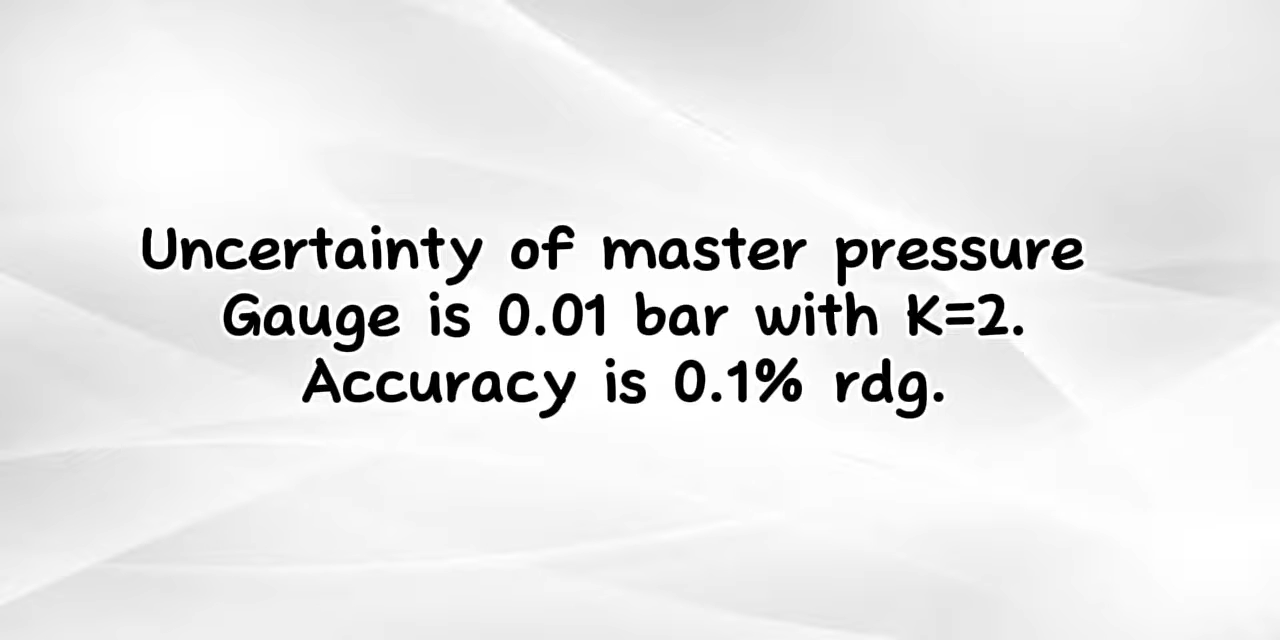 Uncertainty of master pressure
Gauge is 0.01 bar with K=2.
Accuracy is 0.1% rdg.